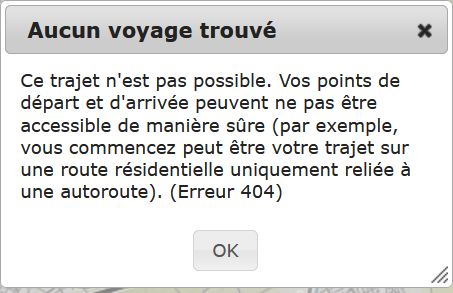 Aucun voyage trouvé
Ce trajet n'est pas possible. Vos points de
départ et d'arrivée peuvent ne pas être
accessible de manière sûre (par exemple,
vous commencez peut être votre trajet sur
une route résidentielle uniquement reliée à
une autoroute). (Erreur 404)
OK